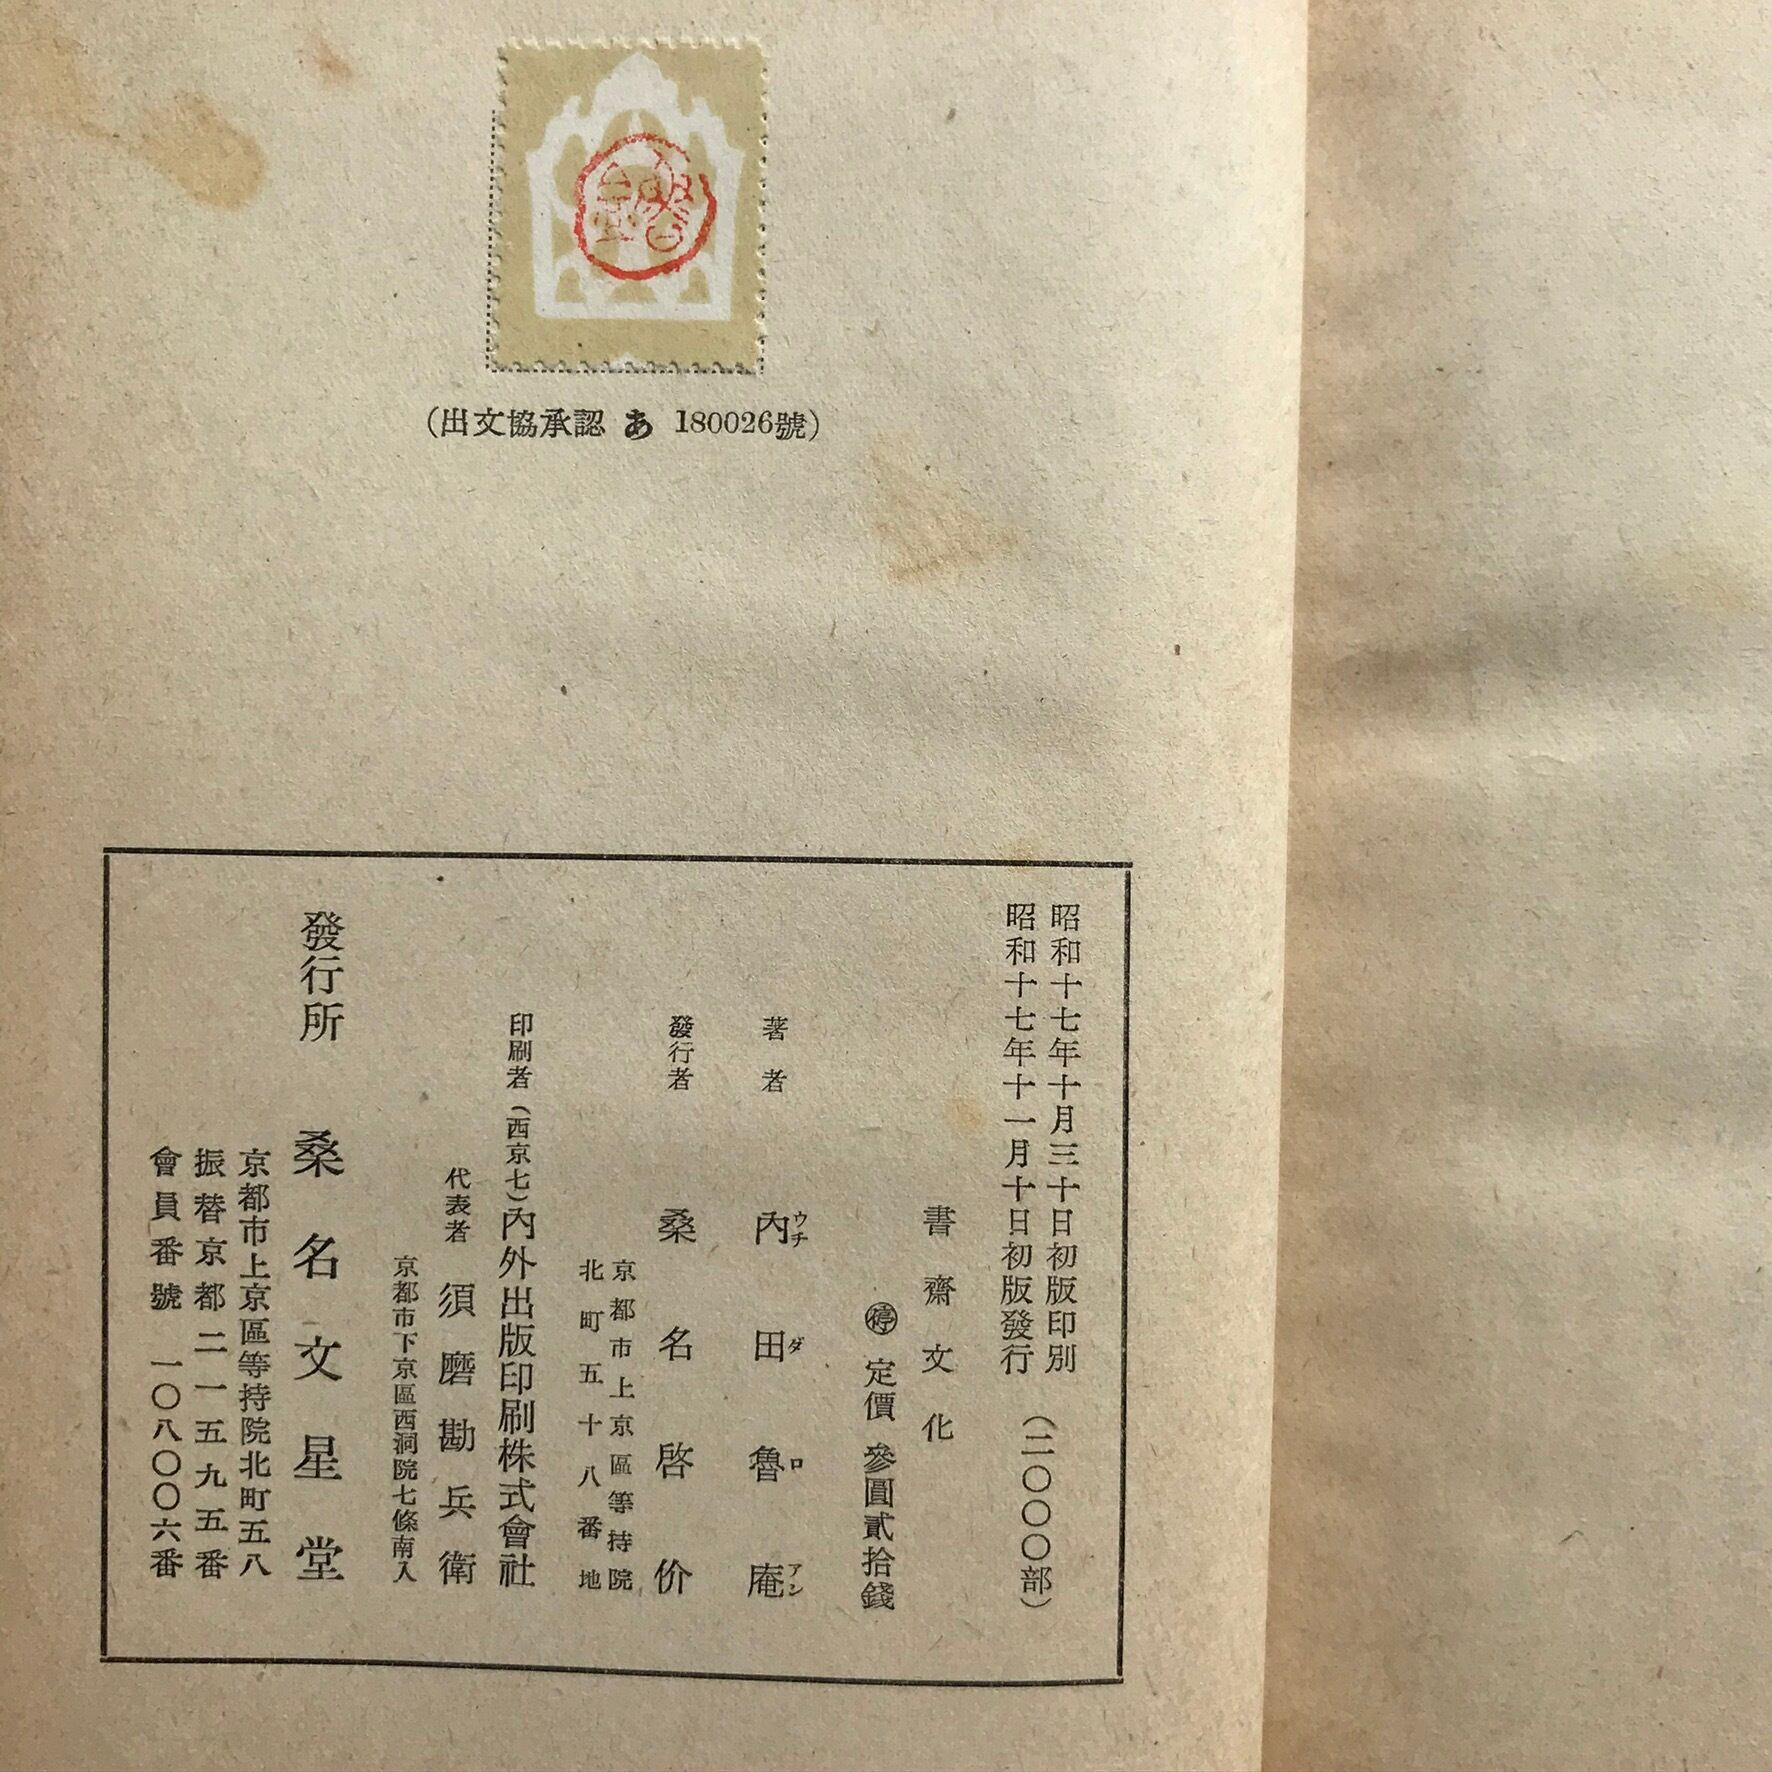 (出文協承認 あ 180026號)
昭和十七年十月三十日初版印別
昭和十七年十一月十日初版發行
(二〇〇〇部)
書齋文化
停 定價 參圓貳拾錢
著者 內田魯庵
ウチ ダ ロ アン
發行者 桑名啓介
京都市上京區等持院
北町五十八番地
印刷者(西京七)內外出版印刷株式會社
代表者 須磨勘兵衛
京都市下京區西洞院七條南入
發行所 桑名文星堂
京都市上京區等持院北町五八
振替京都二一五九五番
會員番號 一〇八〇〇六番